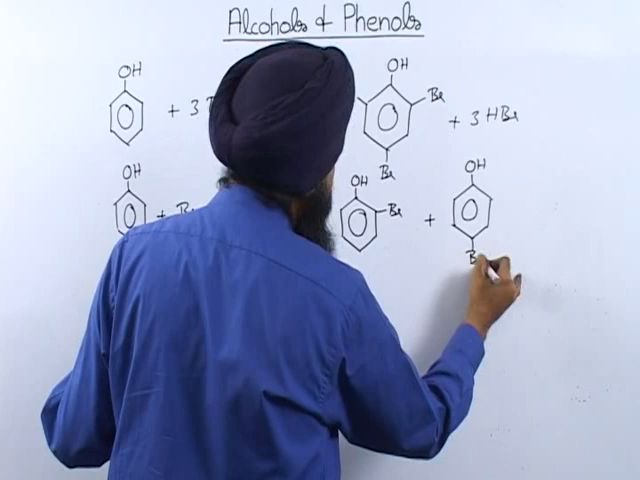 Alcohols & Phenols
OH OH
Br
+ 3 + 3 HBr
Br
OH OH OH
+ Br Br +
B